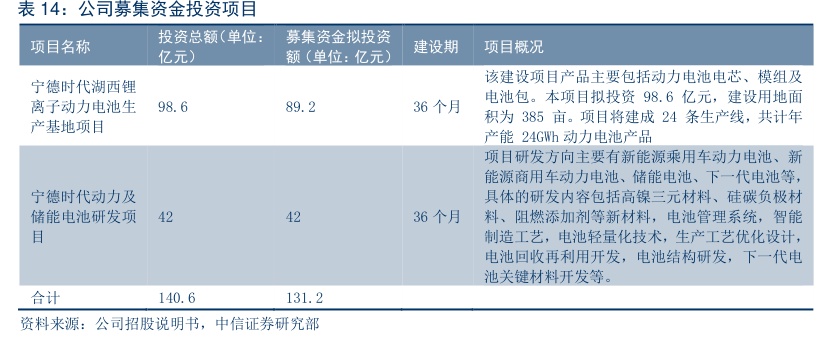 表 14：公司募集资金投资项目
项目名称
投资总额（单位：
亿元）
募集资金拟投资
额（单位：亿元）
建设期
项目概况
宁德时代湖西锂
离子动力电池生
产基地项目
98.6
89.2
36 个月
该建设项目产品主要包括动力电池电芯、模组及
电池包。本项目拟投资 98.6 亿元，建设用地面
积为 385 亩。项目将建成 24 条生产线，共计年
产能 24GWh 动力电池产品
宁德时代动力及
储能电池研发项
目
42
42
36 个月
项目研发方向主要有新能源乘用车动力电池、新
能源商用车动力电池、储能电池、下一代电池等，
具体的研发内容包括高镍三元材料、硅碳负极材
料、阻燃添加剂等新材料，电池管理系统，智能
制造工艺，电池轻量化技术，生产工艺优化设计，
电池回收再利用开发，电池结构研发，下一代电
池关键材料开发等。
合计
140.6
131.2
资料来源：公司招股说明书，中信证券研究部